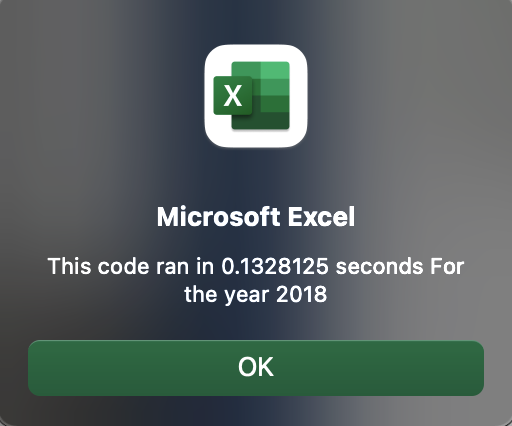 X
Microsoft Excel
This code ran in 0.1328125 seconds For
the year 2018
OK